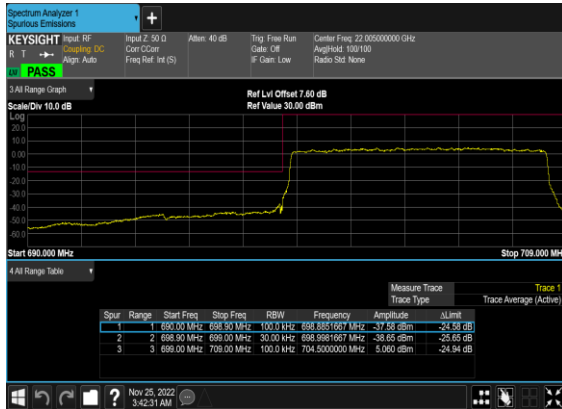 Spectrum Analyzer 1
Spurious Emissions
+
KEYSIGHT Input: RF Input Z: 50 Ω Atten: 40 dB Trig: Free Run Center Freq: 22.005000000 GHz
R T Coupling: DC Corr CCorr Gate: Off Avg|Hold: 100/100
Align: Auto Freq Ref: Int (S) IF Gain: Low Radio Std: None
LV PASS
3 All Range Graph Ref Lvl Offset 7.60 dB
Scale/Div 10.0 dB Ref Value 30.00 dBm
Log
20.0
10.0
0.00
-10.0
-20.0
-30.0
-40.0
-50.0
-60.0
Start 690.000 MHz Stop 709.000 MH
4 All Range Table
Measure Trace Trace 1
Trace Type Trace Average (Active)
Spur Range Start Freq Stop Freq RBW Frequency Amplitude ΔLimit
1 1 690.00 MHz 698.90 MHz 100.0 kHz 698.8851667 MHz -37.58 dBm -24.58 dB
2 2 698.90 MHz 699.00 MHz 30.00 kHz 698.9981667 MHz -38.65 dBm -25.65 dB
3 3 699.00 MHz 709.00 MHz 100.0 kHz 704.5000000 MHz 5.060 dBm -24.94 dB
? Nov 25, 2022
3:42:31 AM